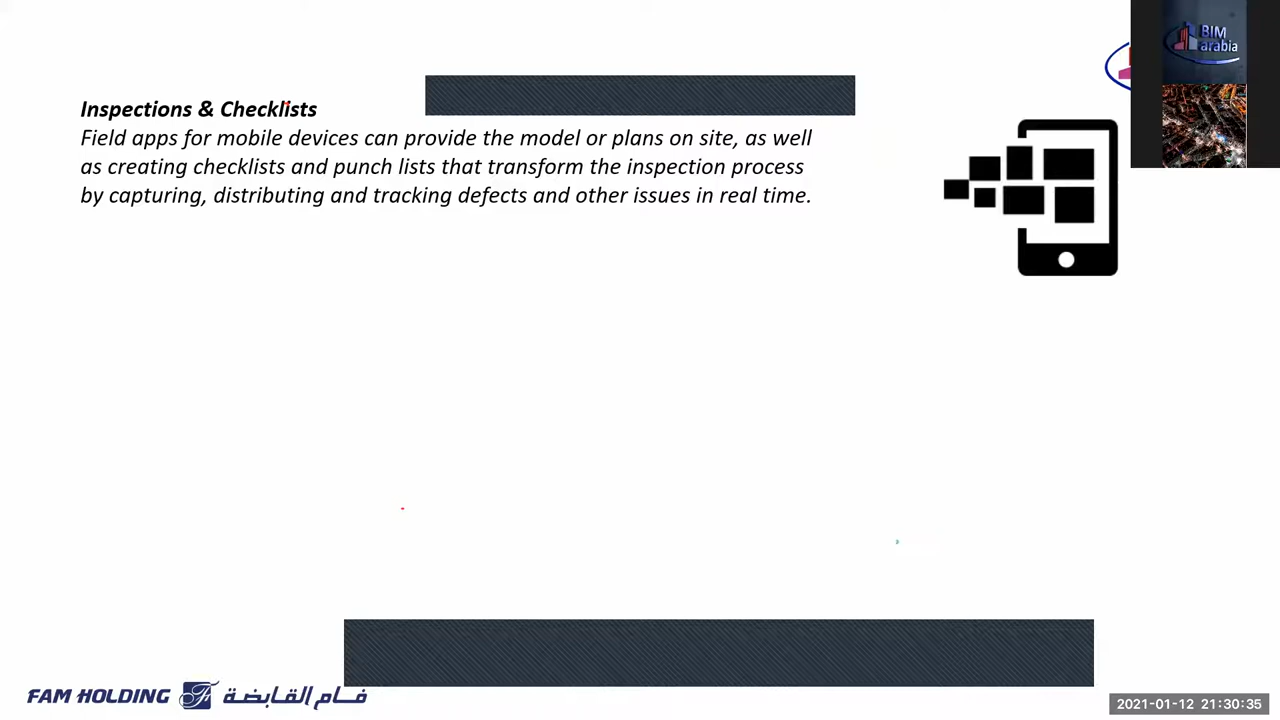 BIM
arabia
Inspections & Checklists
Field apps for mobile devices can provide the model or plans on site, as well
as creating checklists and punch lists that transform the inspection process
by capturing, distributing and tracking defects and other issues in real time.
FAM HOLDING فام القابضة
2021-01-12 21:30:35